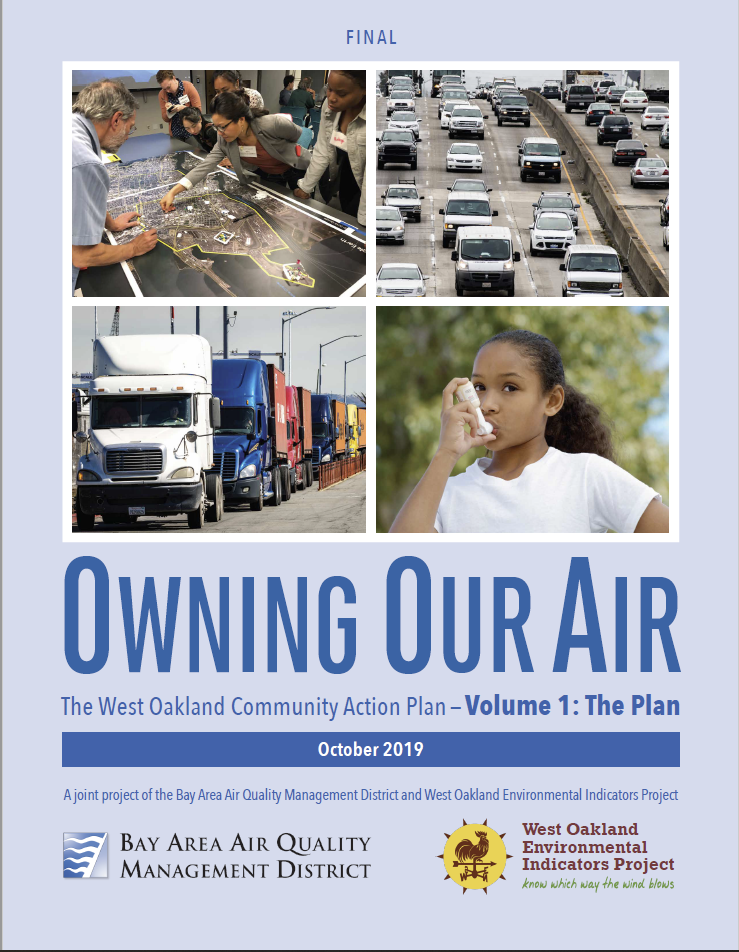 FINAL
OWNING OUR AIR
The West Oakland Community Action Plan – Volume 1: The Plan
October 2019
A joint project of the Bay Area Air Quality Management District and West Oakland Environmental Indicators Project
BAY AREA AIR QUALITY
MANAGEMENT DISTRICT
West Oakland
Environmental
Indicators Project
know which way the wind blows